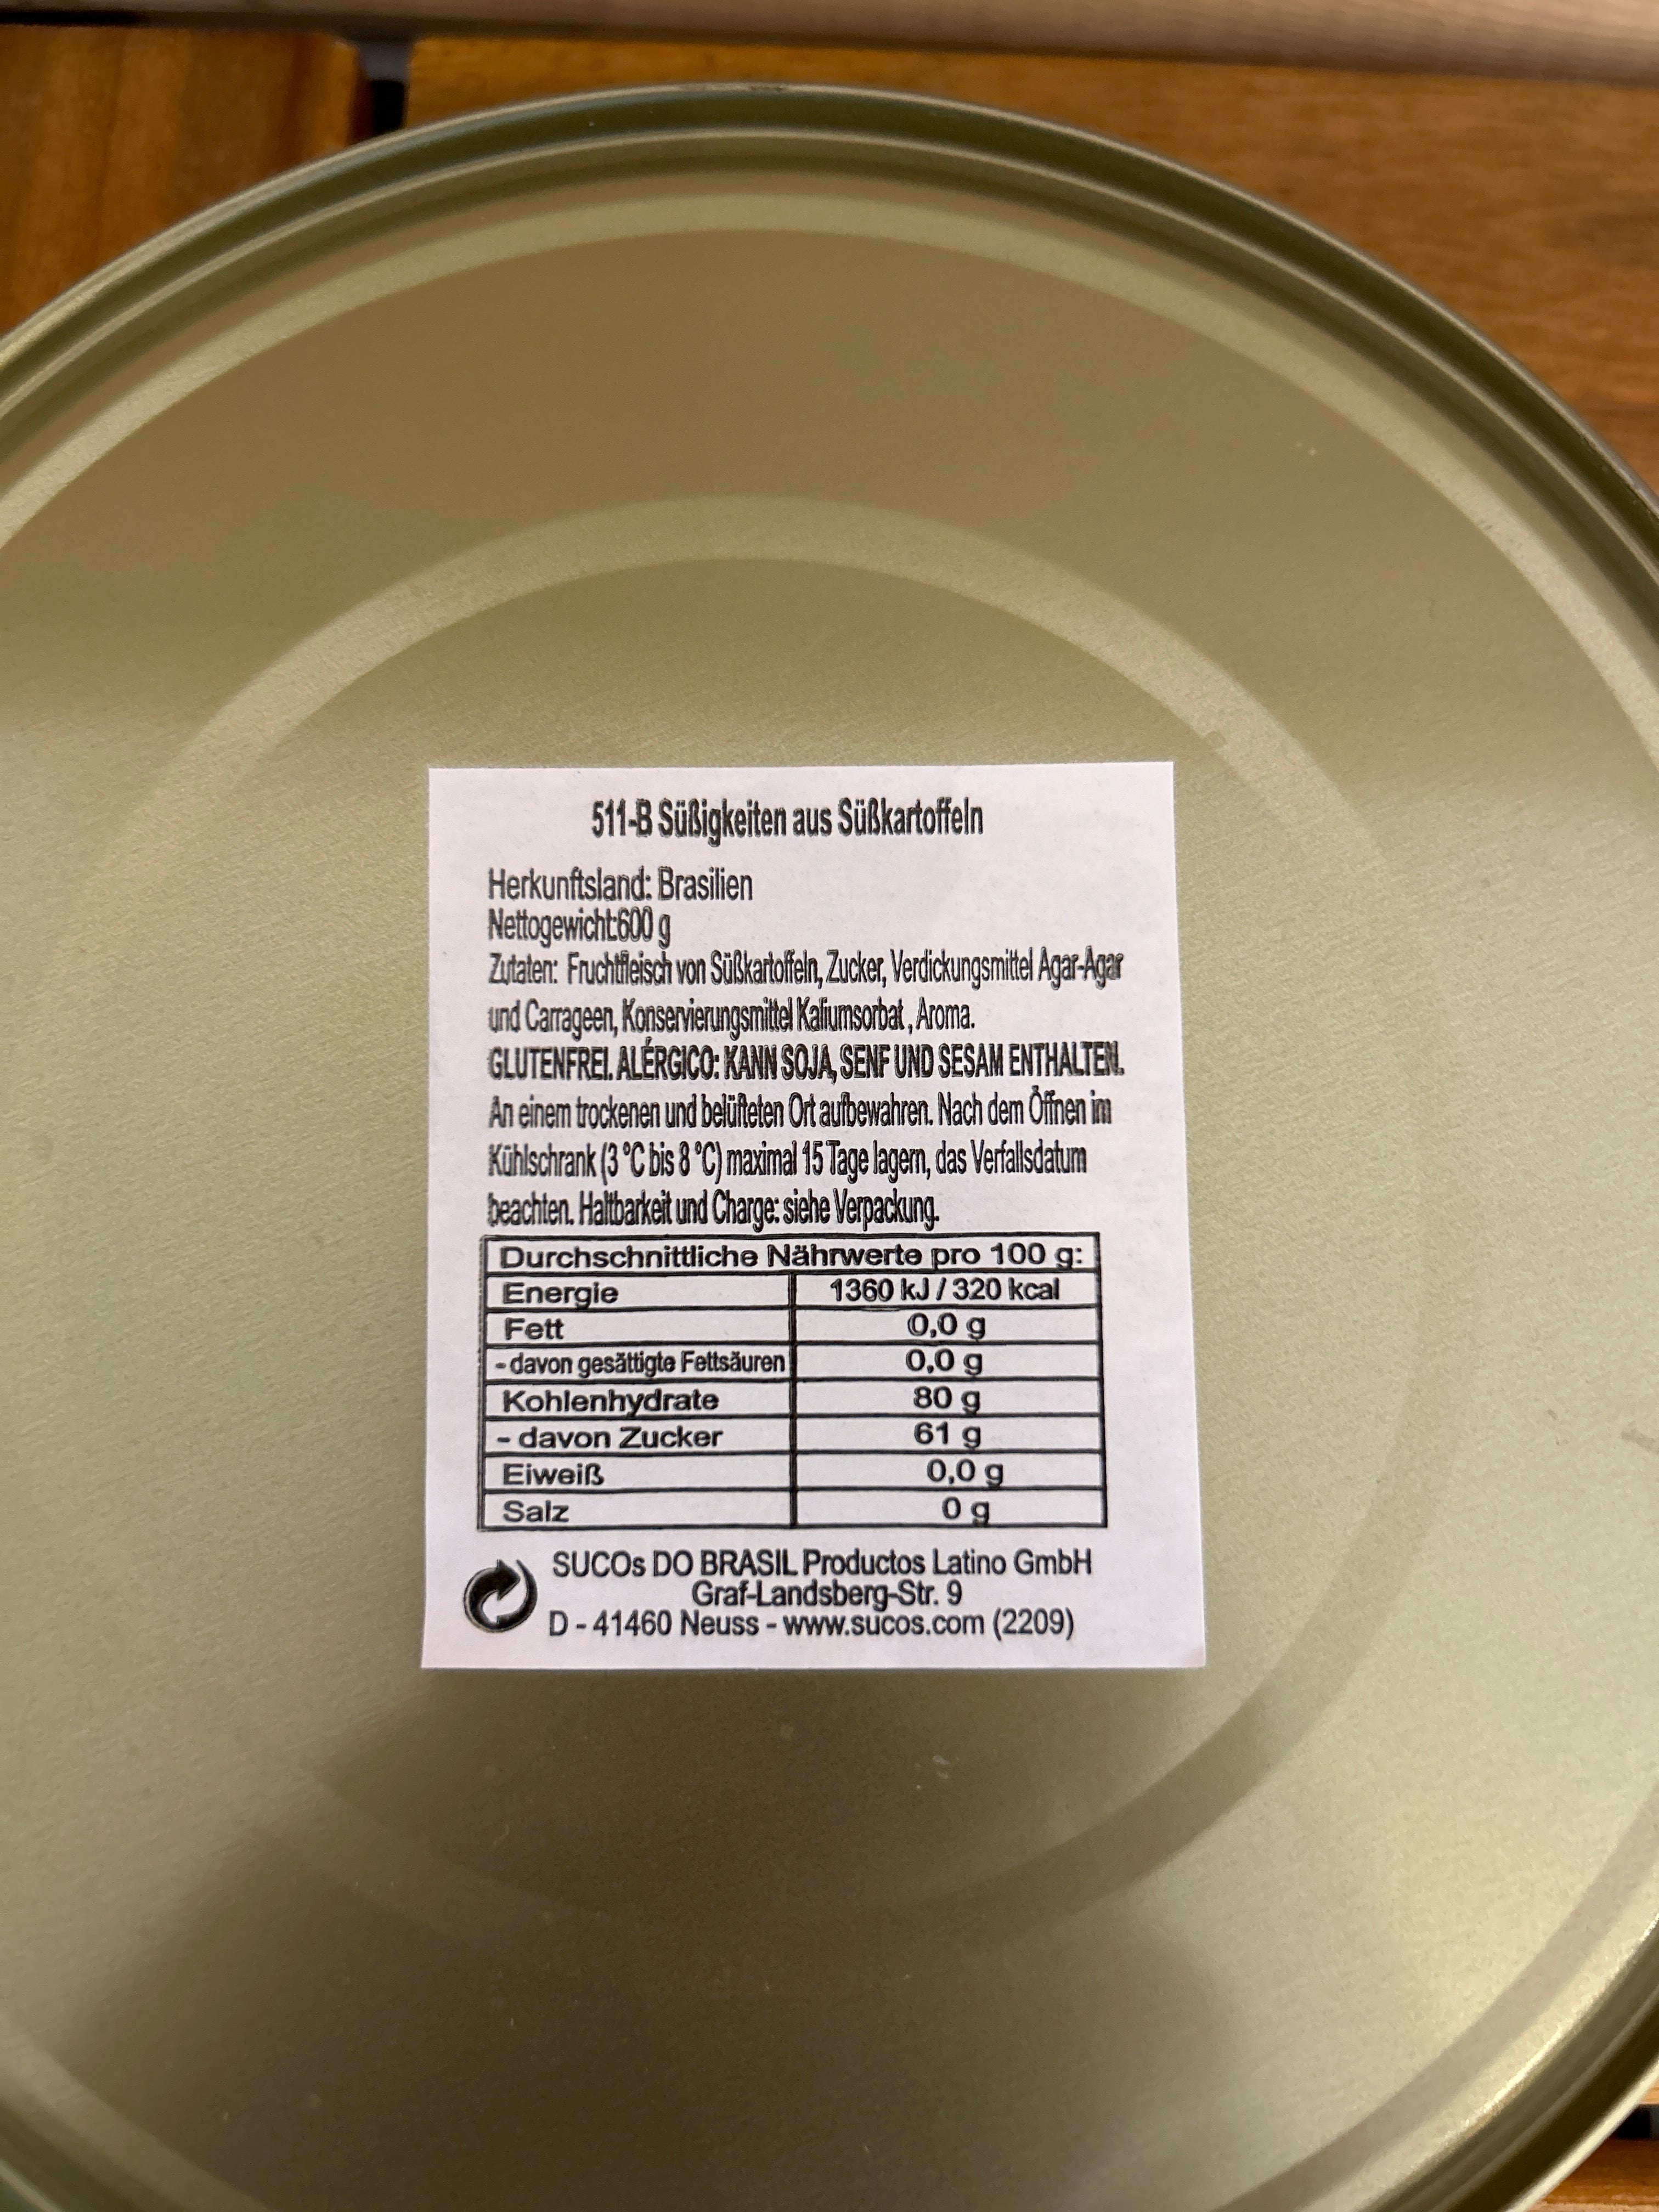 511-B Süßigkeiten aus Süßkartoffeln
Herkunftsland: Brasilien
Nettogewicht:600 g
Zutaten: Fruchtfleisch von Süßkartoffeln, Zucker, Verdickungsmittel Agar-Agar
und Carrageen, Konservierungsmittel Kaliumsorbat , Aroma.
GLUTENFREI. ALÉRGICO: KANN SOJA, SENF UND SESAM ENTHALTEN.
An einem trockenen und belüfteten Ort aufbewahren. Nach dem Öffnen im
Kühlschrank (3 °C bis 8 °C) maximal 15 Tage lagern, das Verfallsdatum
beachten. Haltbarkeit und Charge: siehe Verpackung.
Durchschnittliche Nährwerte pro 100 g:
Energie 1360 kJ / 320 kcal
Fett 0,0 g
- davon gesättigte Fettsäuren 0,0 g
Kohlenhydrate 80 g
- davon Zucker 61 g
Eiweiß 0,0 g
Salz 0 g
SUCOs DO BRASIL Productos Latino GmbH
Graf-Landsberg-Str. 9
D - 41460 Neuss - www.sucos.com (2209)